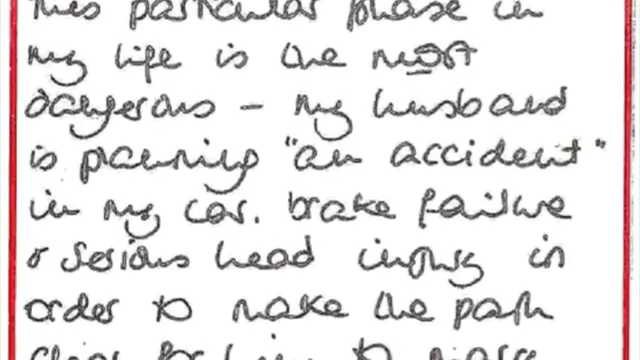 this particular phase in
my life is the most
dangerous - my husband
is planning "an accident"
in my car. brake failure
& serious head injury in
order to make the path
clear for him to marry